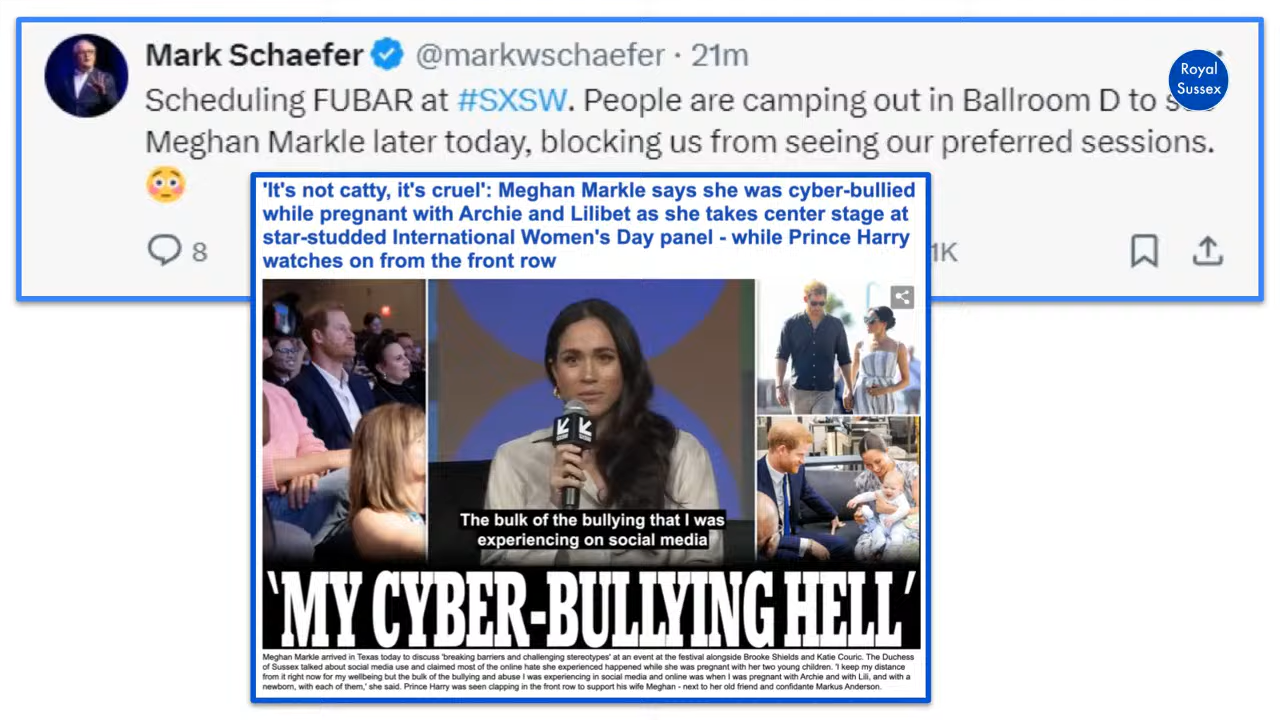 Mark Schaefer @markwschaefer · 21m
Royal
Sussex
Scheduling FUBAR at #SXSW. People are camping out in Ballroom D to
Meghan Markle later today, blocking us from seeing our preferred sessions.
😳
8
1K
'It's not catty, it's cruel': Meghan Markle says she was cyber-bullied
while pregnant with Archie and Lilibet as she takes center stage at
star-studded International Women's Day panel - while Prince Harry
watches on from the front row
The bulk of the bullying that I was
experiencing on social media
'MY CYBER-BULLYING HELL'
Meghan Markle arrived in Texas today to discuss 'breaking barriers and challenging stereotypes' at an event at the festival alongside Brooke Shields and Katie Couric. The Duchess
of Sussex talked about social media use and claimed most of the online hate she experienced happened while she was pregnant with her two young children. 'I keep my distance
from it right now for my wellbeing but the bulk of the bullying and abuse I was experiencing in social media and online was when I was pregnant with Archie and with Lili, and with a
newborn, with each of them,' she said. Prince Harry was seen clapping in the front row to support his wife Meghan - next to her old friend and confidante Markus Anderson.